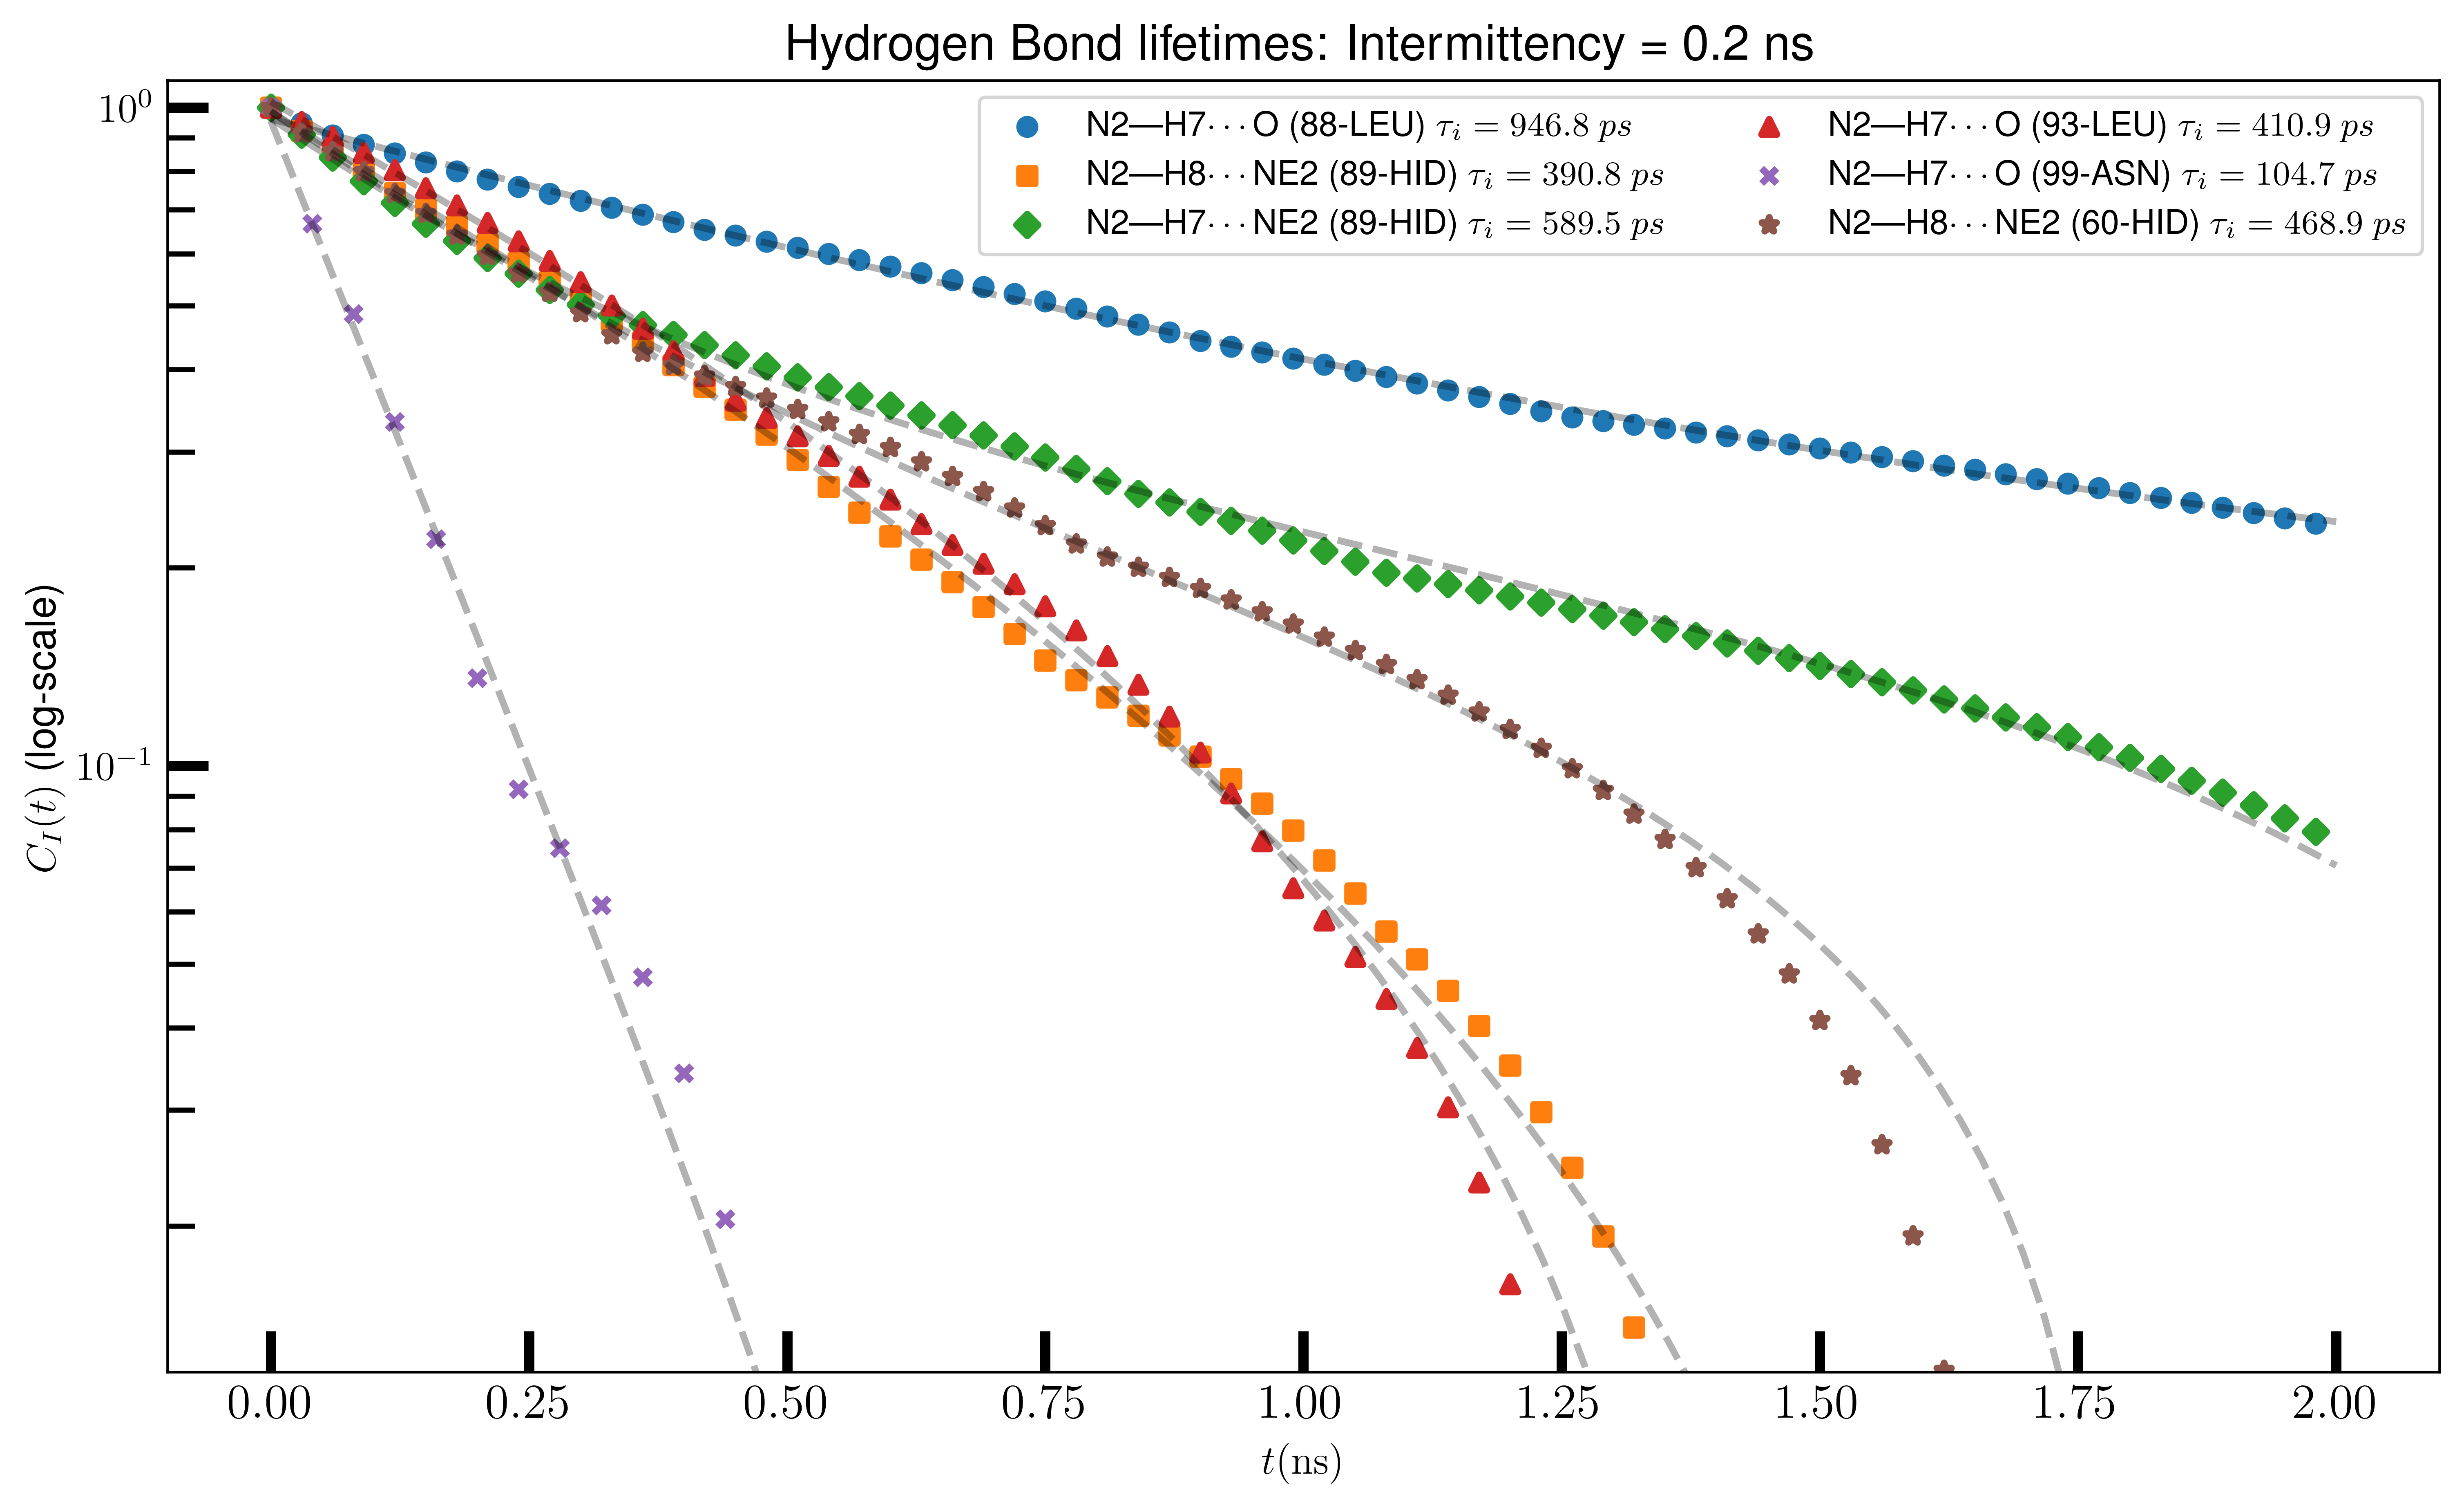 Hydrogen Bond lifetimes: Intermittency = 0.2 ns
N2—H7···O (88-LEU) τᵢ = 946.8 ps
N2—H8···NE2 (89-HID) τᵢ = 390.8 ps
N2—H7···NE2 (89-HID) τᵢ = 589.5 ps
N2—H7···O (93-LEU) τᵢ = 410.9 ps
N2—H7···O (99-ASN) τᵢ = 104.7 ps
N2—H8···NE2 (60-HID) τᵢ = 468.9 ps
10⁰
10⁻¹
C_I(t) (log-scale)
0.00 0.25 0.50 0.75 1.00 1.25 1.50 1.75 2.00
t(ns)